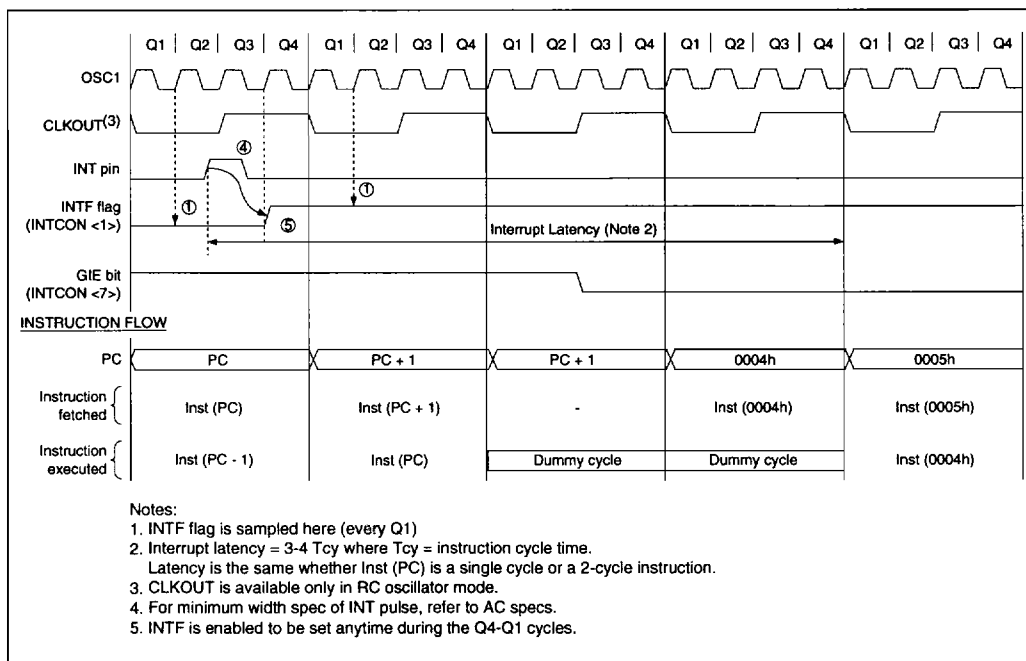 Q1 | Q2 | Q3 | Q4 Q1 | Q2 | Q3 | Q4 Q1 | Q2 | Q3 | Q4 Q1 | Q2 | Q3 | Q4 Q1 | Q2 | Q3 | Q4
OSC1
CLKOUT(3)
④
INT pin
① ①
INTF flag
(INTCON <1>)
⑤
Interrupt Latency (Note 2)
GIE bit
(INTCON <7>)
INSTRUCTION FLOW
PC PC PC + 1 PC + 1 0004h 0005h
Instruction
fetched
Inst (PC) Inst (PC + 1) - Inst (0004h) Inst (0005h)
Instruction
executed
Inst (PC - 1) Inst (PC) Dummy cycle Dummy cycle Inst (0004h)
Notes:
1. INTF flag is sampled here (every Q1)
2. Interrupt latency = 3-4 Tcy where Tcy = instruction cycle time.
Latency is the same whether Inst (PC) is a single cycle or a 2-cycle instruction.
3. CLKOUT is available only in RC oscillator mode.
4. For minimum width spec of INT pulse, refer to AC specs.
5. INTF is enabled to be set anytime during the Q4-Q1 cycles.